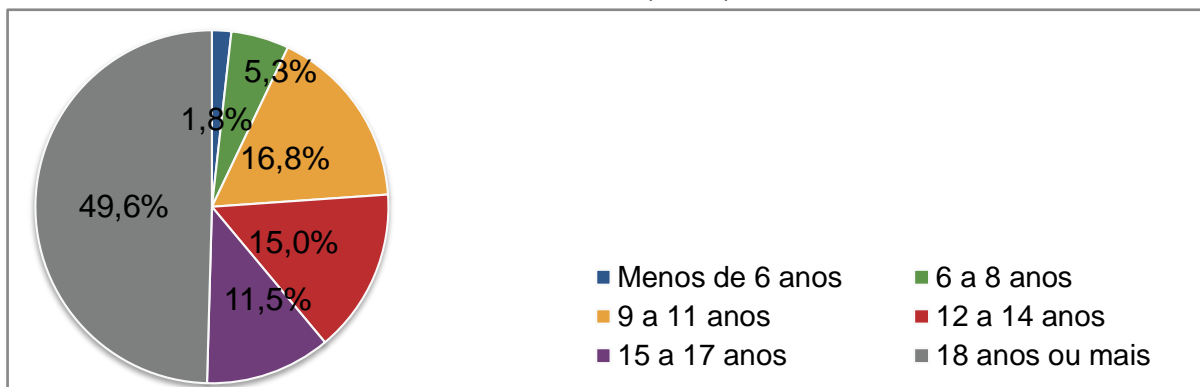 5,3%
1,8%
16,8%
49,6%
15,0%
11,5%
Menos de 6 anos
6 a 8 anos
9 a 11 anos
12 a 14 anos
15 a 17 anos
18 anos ou mais